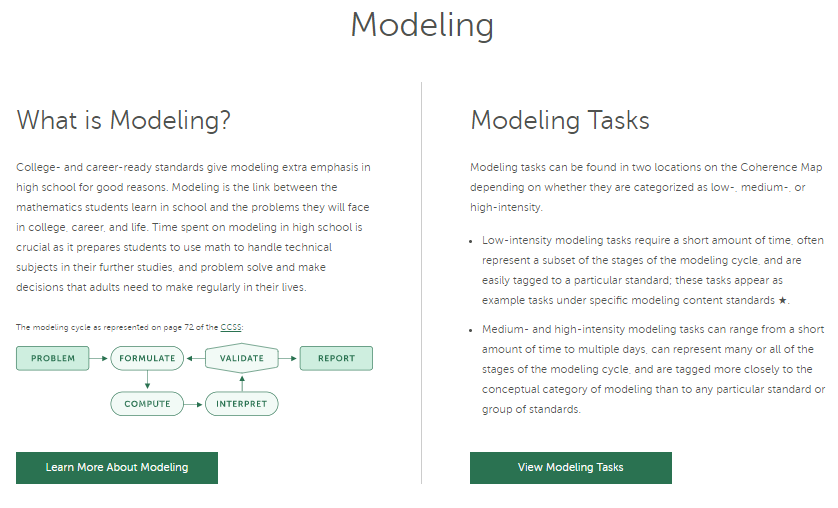 Modeling
What is Modeling?
College- and career-ready standards give modeling extra emphasis in
high school for good reasons. Modeling is the link between the
mathematics students learn in school and the problems they will face
in college, career, and life. Time spent on modeling in high school is
crucial as it prepares students to use math to handle technical
subjects in their further studies, and problem solve and make
decisions that adults need to make regularly in their lives.
The modeling cycle as represented on page 72 of the CCSS:
PROBLEM
FORMULATE
VALIDATE
REPORT
COMPUTE
INTERPRET
Learn More About Modeling
Modeling Tasks
Modeling tasks can be found in two locations on the Coherence Map
depending on whether they are categorized as low-, medium-, or
high-intensity.
• Low-intensity modeling tasks require a short amount of time, often
represent a subset of the stages of the modeling cycle, and are
easily tagged to a particular standard; these tasks appear as
example tasks under specific modeling content standards ★.
• Medium- and high-intensity modeling tasks can range from a short
amount of time to multiple days, can represent many or all of the
stages of the modeling cycle, and are tagged more closely to the
conceptual category of modeling than to any particular standard or
group of standards.
View Modeling Tasks